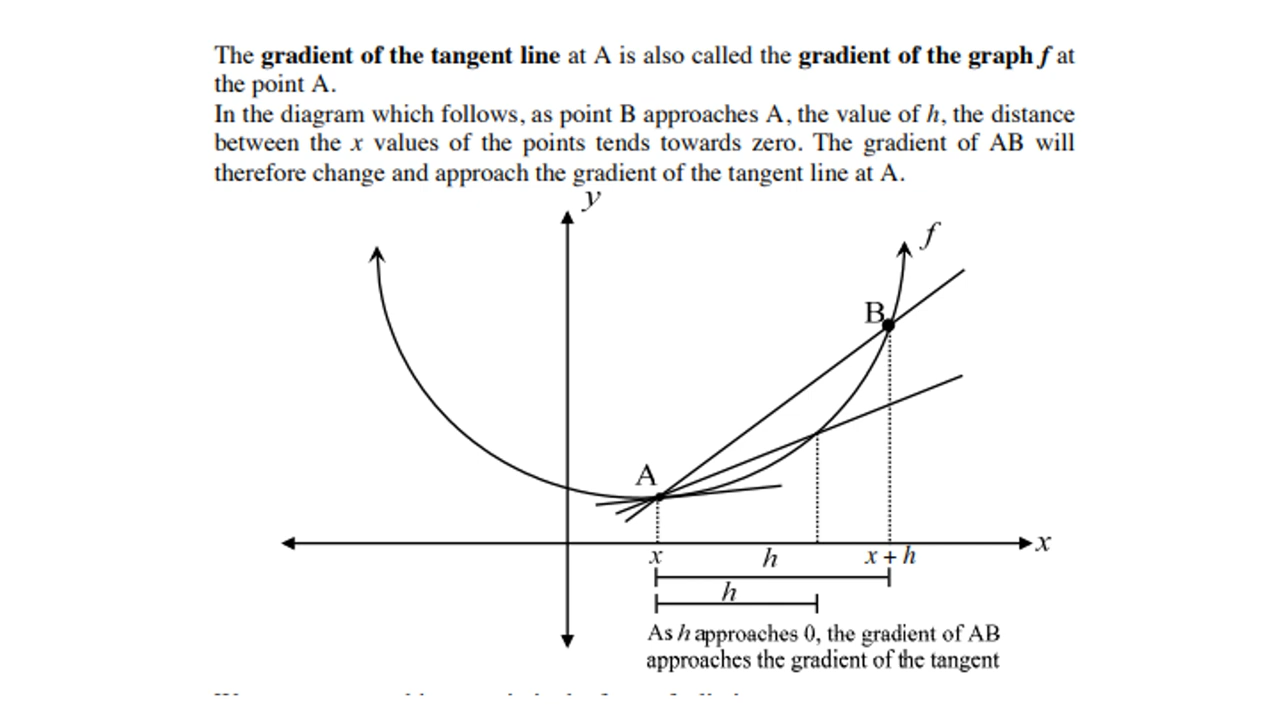 The gradient of the tangent line at A is also called the gradient of the graph f at
the point A.
In the diagram which follows, as point B approaches A, the value of h, the distance
between the x values of the points tends towards zero. The gradient of AB will
therefore change and approach the gradient of the tangent line at A.
y
f
B
A
x
x
h
x + h
h
As h approaches 0, the gradient of AB
approaches the gradient of the tangent